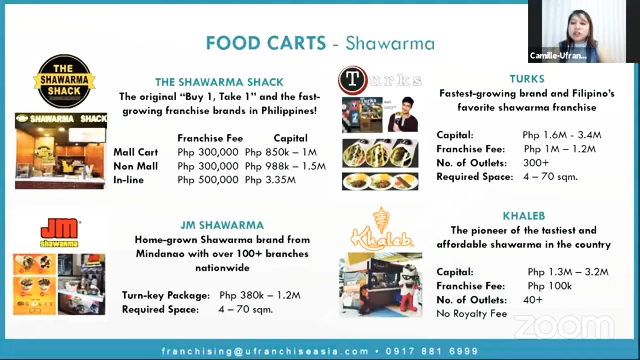 FOOD CARTS - Shawarma
Camille-Ufran...
THE
SHAWARMA
SHACK
THE SHAWARMA SHACK
The original “Buy 1, Take 1” and the fast-
growing franchise brands in Philippines!
SHAWARMA SHACK
Franchise Fee Capital
Mall Cart Php 300,000 Php 850k – 1M
Non Mall Php 300,000 Php 988k – 1.5M
In-line Php 500,000 Php 3.35M
Turks
TURKS
Fastest-growing brand and Filipino's
favorite shawarma franchise
Capital: Php 1.6M - 3.4M
Franchise Fee: Php 1M – 1.2M
No. of Outlets: 300+
Required Space: 4 – 70 sqm.
JM
shawarma
JM SHAWARMA
Home-grown Shawarma brand from
Mindanao with over 100+ branches
nationwide
Turn-key Package: Php 380k – 1.2M
Required Space: 4 – 70 sqm.
Khaleb
KHALEB
The pioneer of the tastiest and
affordable shawarma in the country
Capital: Php 1.3M – 3.2M
Franchise Fee: Php 100k
No. of Outlets: 40+
No Royalty Fee
zoom
franchising@ufranchiseasia.com • 0917 881 6999